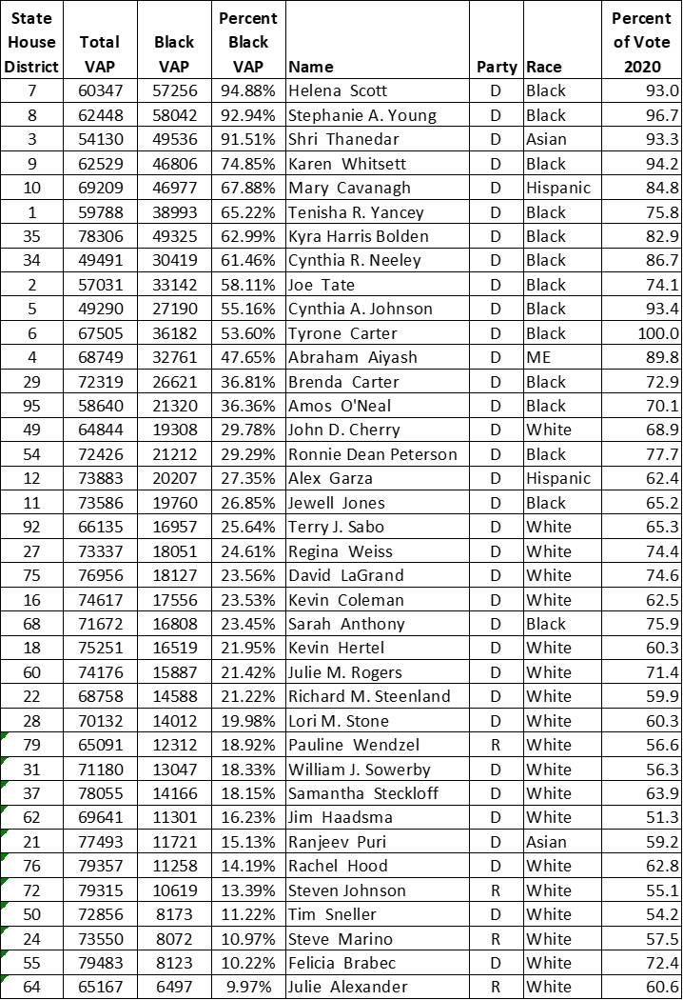 State House District Total VAP Black VAP Percent Black VAP Name Party Race Percent of Vote 2020
7 60347 57256 94.88% Helena Scott D Black 93.0
8 62448 58042 92.94% Stephanie A. Young D Black 96.7
3 54130 49536 91.51% Shri Thanedar D Asian 93.3
9 62529 46806 74.85% Karen Whitsett D Black 94.2
10 69209 46977 67.88% Mary Cavanagh D Hispanic 84.8
1 59788 38993 65.22% Tenisha R. Yancey D Black 75.8
35 78306 49325 62.99% Kyra Harris Bolden D Black 82.9
34 49491 30419 61.46% Cynthia R. Neeley D Black 86.7
2 57031 33142 58.11% Joe Tate D Black 74.1
5 49290 27190 55.16% Cynthia A. Johnson D Black 93.4
6 67505 36182 53.60% Tyrone Carter D Black 100.0
4 68749 32761 47.65% Abraham Aiyash D ME 89.8
29 72319 26621 36.81% Brenda Carter D Black 72.9
95 58640 21320 36.36% Amos O'Neal D Black 70.1
49 64844 19308 29.78% John D. Cherry D White 68.9
54 72426 21212 29.29% Ronnie Dean Peterson D Black 77.7
12 73883 20207 27.35% Alex Garza D Hispanic 62.4
11 73586 19760 26.85% Jewell Jones D Black 65.2
92 66135 16957 25.64% Terry J. Sabo D White 65.3
27 73337 18051 24.61% Regina Weiss D White 74.4
75 76956 18127 23.56% David LaGrand D White 74.6
16 74617 17556 23.53% Kevin Coleman D White 62.5
68 71672 16808 23.45% Sarah Anthony D Black 75.9
18 75251 16519 21.95% Kevin Hertel D White 60.3
60 74176 15887 21.42% Julie M. Rogers D White 71.4
22 68758 14588 21.22% Richard M. Steenland D White 59.9
28 70132 14012 19.98% Lori M. Stone D White 60.3
79 65091 12312 18.92% Pauline Wendzel R White 56.6
31 71180 13047 18.33% William J. Sowerby D White 56.3
37 78055 14166 18.15% Samantha Steckloff D White 63.9
62 69641 11301 16.23% Jim Haadsma D White 51.3
21 77493 11721 15.13% Ranjeev Puri D Asian 59.2
76 79357 11258 14.19% Rachel Hood D White 62.8
72 79315 10619 13.39% Steven Johnson R White 55.1
50 72856 8173 11.22% Tim Sneller D White 54.2
24 73550 8072 10.97% Steve Marino R White 57.5
55 79483 8123 10.22% Felicia Brabec D White 72.4
64 65167 6497 9.97% Julie Alexander R White 60.6